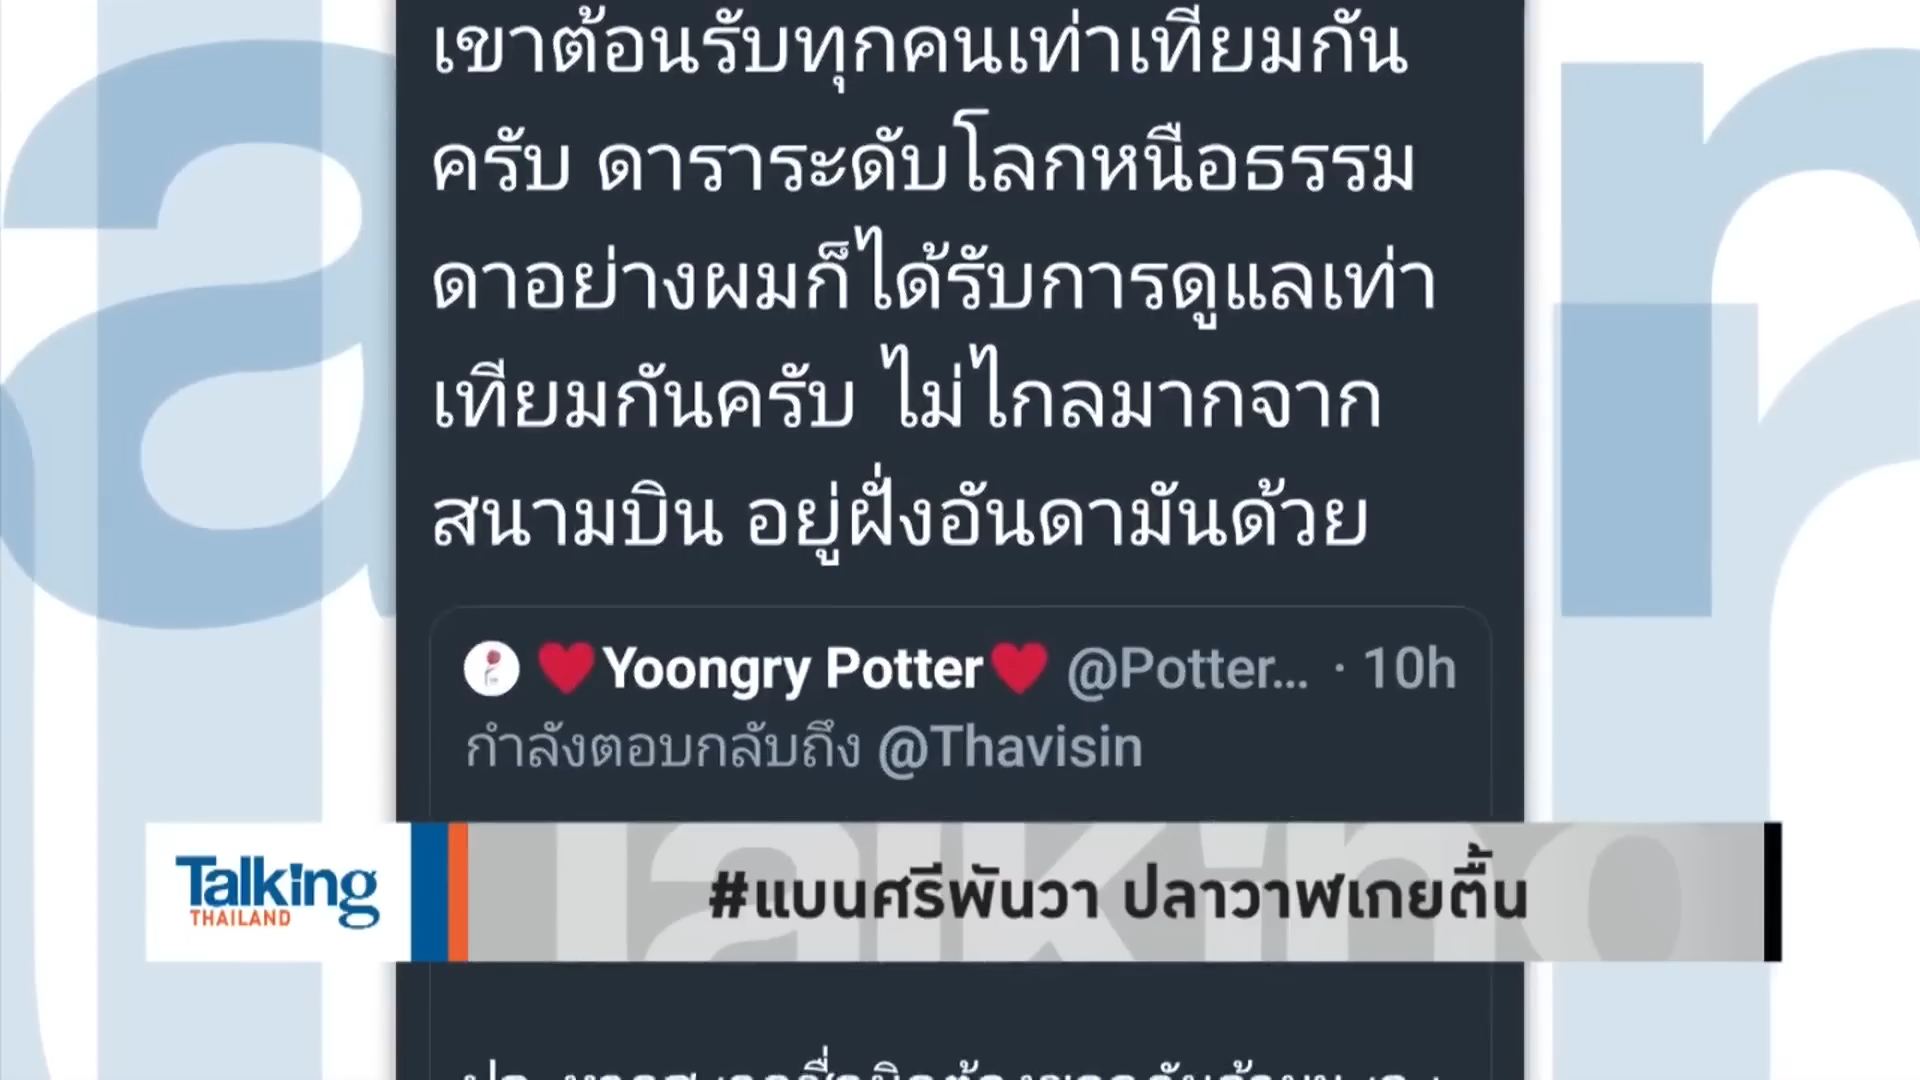 เขาต้อนรับทุกคนเท่าเทียมกัน
ครับ ดาราระดับโลกหนือธรรม
ดาอย่างผมก็ได้รับการดูแลเท่า
เทียมกันครับ ไม่ไกลมากจาก
สนามบิน อยู่ฝั่งอันดามันด้วย
♥Yoongry Potter♥ @Potter... · 10h
กำลังตอบกลับถึง @Thavisin
Talking
THAILAND
#แบนศรีพันวา ปลาวาฬเกยตื้น